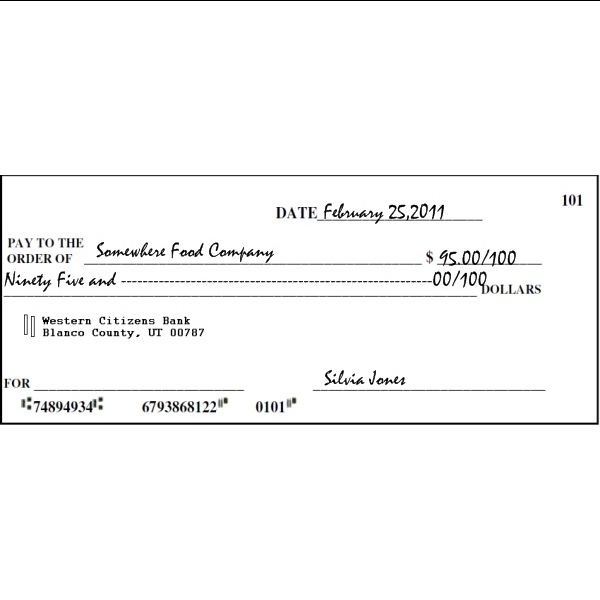 101
DATE February 25,2011
PAY TO THE
ORDER OF Somewhere Food Company $ 95.00/100
Ninety Five and ----------------------------------------------------------00/100 DOLLARS
Western Citizens Bank
Blanco County, UT 00787
FOR Silvia Jones
⑆74894934⑆ 6793868122⑈ 0101⑈